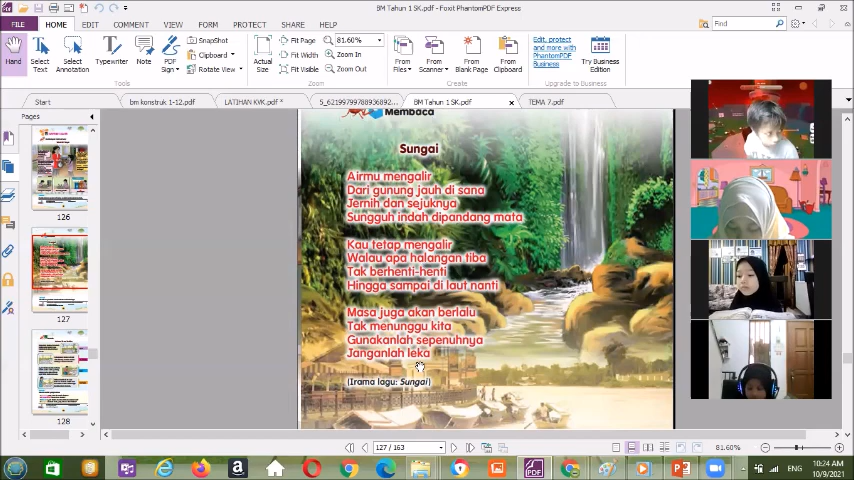 BM Tahun 1 SK.pdf - Foxit PhantomPDF Express
FILE HOME EDIT COMMENT VIEW FORM PROTECT SHARE HELP
Find
Hand
Select Text
Select Annotation
Typewriter
Note
PDF Sign
SnapShot
Clipboard
Rotate View
Actual Size
Fit Page
Fit Width
Fit Visible
81.60%
Zoom In
Zoom Out
From Files
From Scanner
From Blank Page
From Clipboard
Edit, protect and more with PhantomPDF Business
Try Business Edition
Tools Zoom Create Upgrade to Business
Start bm konstruk 1-12.pdf LATIHAN KVK.pdf * 5_62199799788936892... BM Tahun 1 SK.pdf TEMA 7.pdf
Pages
126
127
128
Membaca
Sungai
Airmu mengalir
Dari gunung jauh di sana
Jernih dan sejuknya
Sungguh indah dipandang mata
Kau tetap mengalir
Walau apa halangan tiba
Tak berhenti-henti
Hingga sampai di laut nanti
Masa juga akan berlalu
Tak menunggu kita
Gunakanlah sepenuhnya
Janganlah leka
(Irama lagu: Sungai)
127 / 163
81.60%
ENG
10:24 AM
10/9/2021